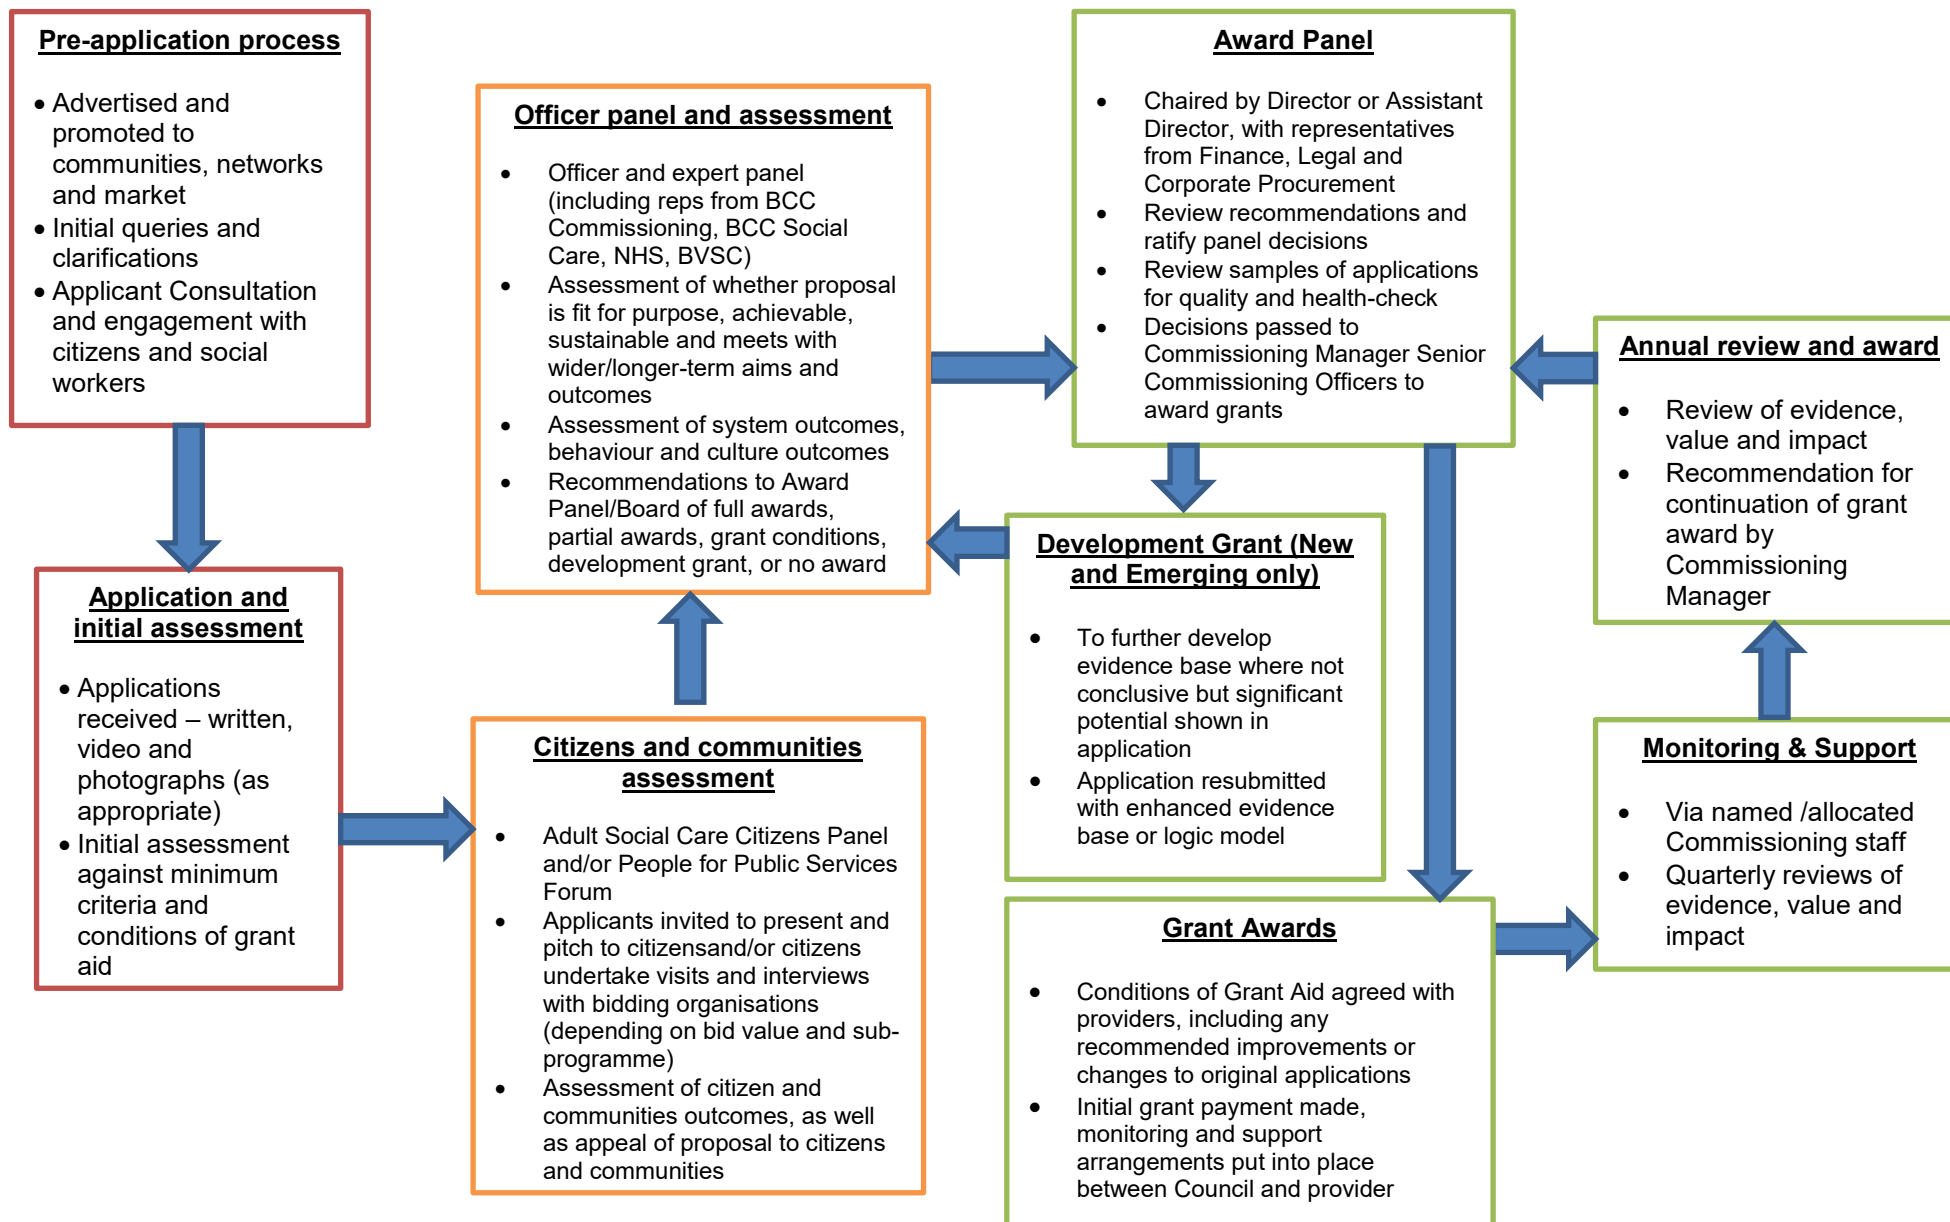 Pre-application process
• Advertised and
promoted to
communities, networks
and market
• Initial queries and
clarifications
• Applicant Consultation
and engagement with
citizens and social
workers
Application and
initial assessment
• Applications
received – written,
video and
photographs (as
appropriate)
• Initial assessment
against minimum
criteria and
conditions of grant
aid
Officer panel and assessment
• Officer and expert panel
(including reps from BCC
Commissioning, BCC Social
Care, NHS, BVSC)
• Assessment of whether proposal
is fit for purpose, achievable,
sustainable and meets with
wider/longer-term aims and
outcomes
• Assessment of system outcomes,
behaviour and culture outcomes
• Recommendations to Award
Panel/Board of full awards,
partial awards, grant conditions,
development grant, or no award
Citizens and communities
assessment
• Adult Social Care Citizens Panel
and/or People for Public Services
Forum
• Applicants invited to present and
pitch to citizensand/or citizens
undertake visits and interviews
with bidding organisations
(depending on bid value and sub-
programme)
• Assessment of citizen and
communities outcomes, as well
as appeal of proposal to citizens
and communities
Award Panel
• Chaired by Director or Assistant
Director, with representatives
from Finance, Legal and
Corporate Procurement
• Review recommendations and
ratify panel decisions
• Review samples of applications
for quality and health-check
• Decisions passed to
Commissioning Manager Senior
Commissioning Officers to
award grants
Development Grant (New
and Emerging only)
• To further develop
evidence base where not
conclusive but significant
potential shown in
application
• Application resubmitted
with enhanced evidence
base or logic model
Grant Awards
• Conditions of Grant Aid agreed with
providers, including any
recommended improvements or
changes to original applications
• Initial grant payment made,
monitoring and support
arrangements put into place
between Council and provider
Annual review and award
• Review of evidence,
value and impact
• Recommendation for
continuation of grant
award by
Commissioning
Manager
Monitoring & Support
• Via named /allocated
Commissioning staff
• Quarterly reviews of
evidence, value and
impact